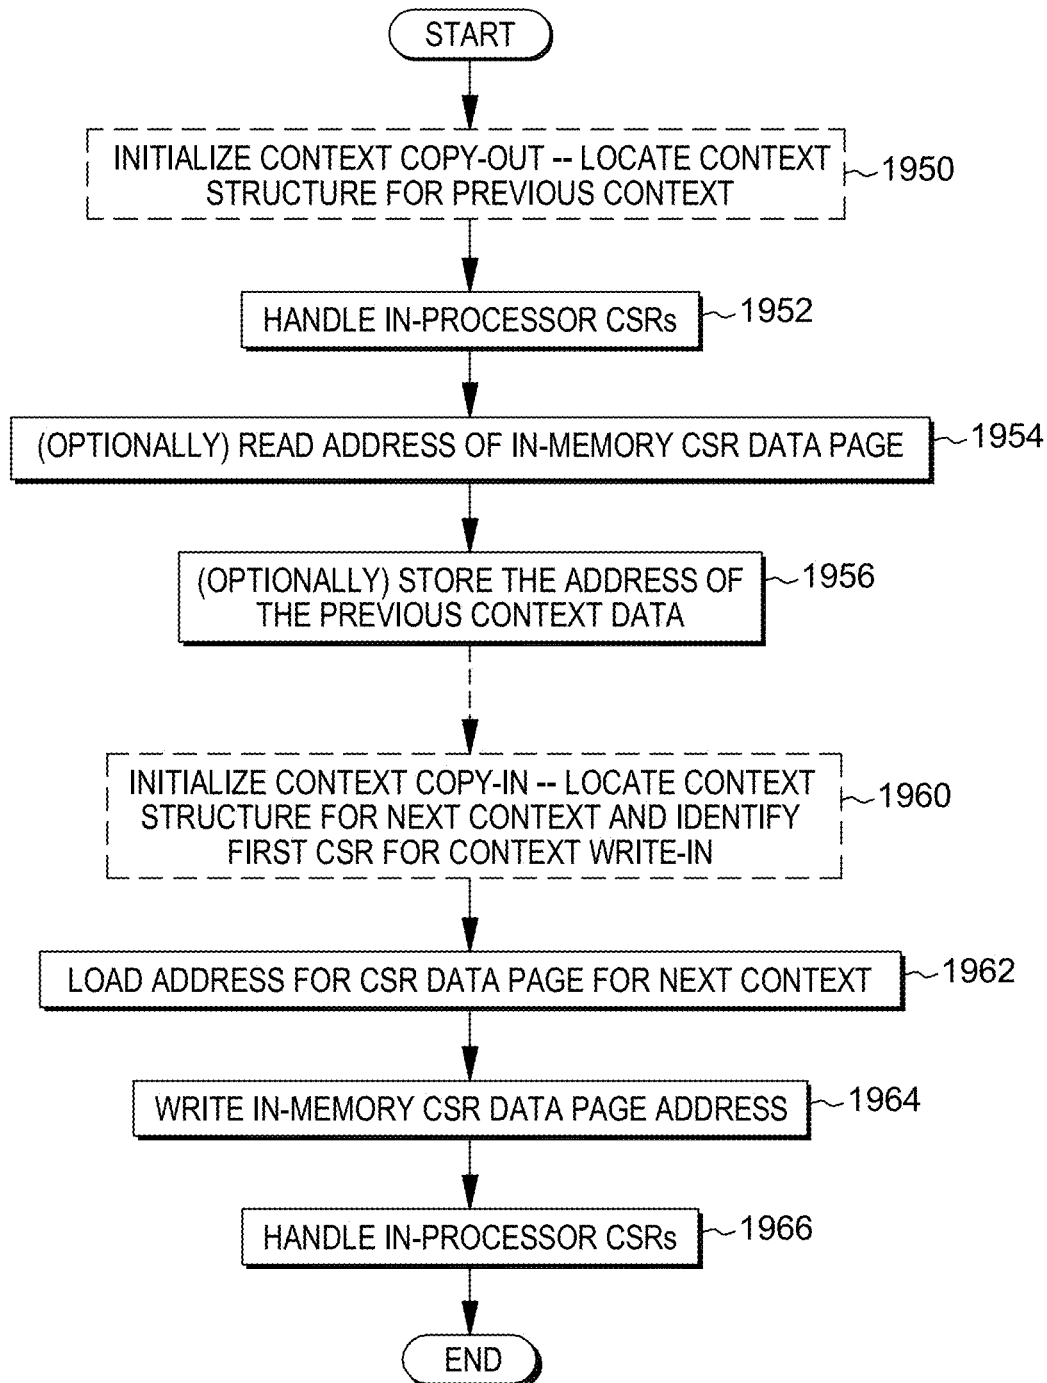 START
INITIALIZE CONTEXT COPY-OUT -- LOCATE CONTEXT
STRUCTURE FOR PREVIOUS CONTEXT
1950
HANDLE IN-PROCESSOR CSRs
1952
(OPTIONALLY) READ ADDRESS OF IN-MEMORY CSR DATA PAGE
1954
(OPTIONALLY) STORE THE ADDRESS OF
THE PREVIOUS CONTEXT DATA
1956
INITIALIZE CONTEXT COPY-IN -- LOCATE CONTEXT
STRUCTURE FOR NEXT CONTEXT AND IDENTIFY
FIRST CSR FOR CONTEXT WRITE-IN
1960
LOAD ADDRESS FOR CSR DATA PAGE FOR NEXT CONTEXT
1962
WRITE IN-MEMORY CSR DATA PAGE ADDRESS
1964
HANDLE IN-PROCESSOR CSRs
1966
END